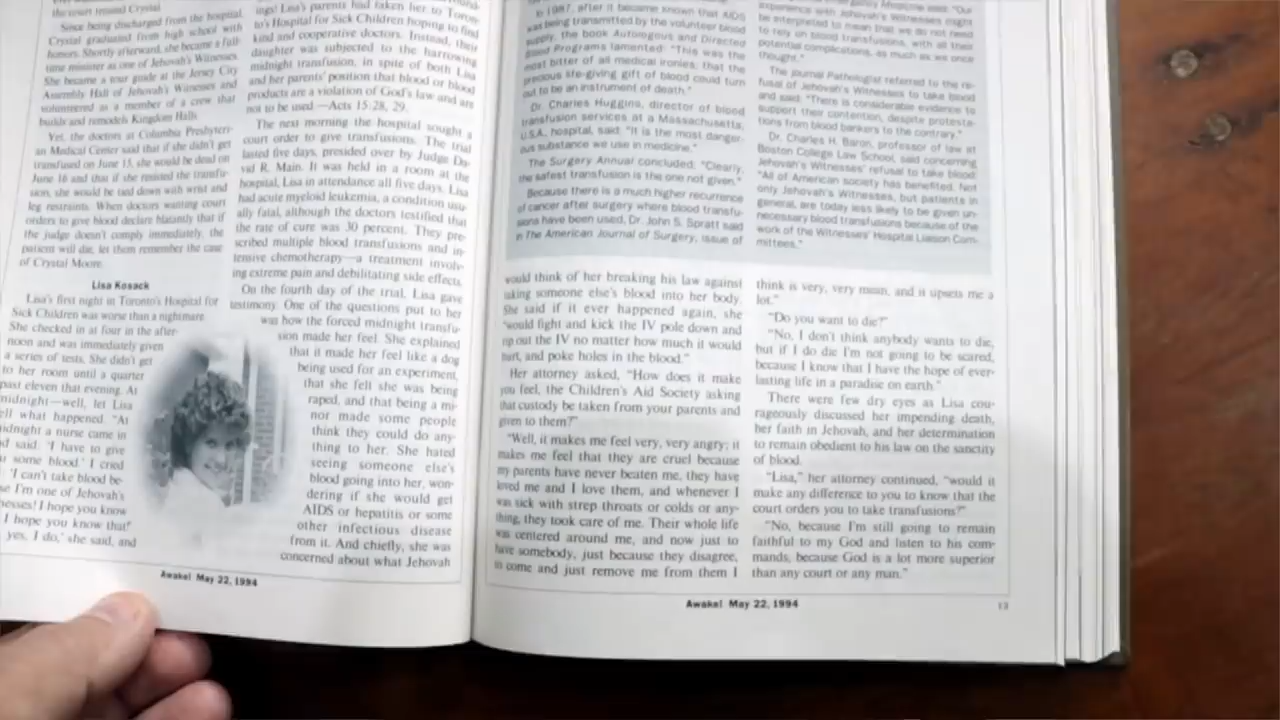 the court retried Crystal.
Since being discharged from the hospital,
Crystal graduated from high school with
honors. Shortly afterward, she became a full-
time minister as one of Jehovah's Witnesses.
She became a tour guide at the Jersey City
Assembly Hall of Jehovah's Witnesses and
volunteered as a member of a crew that
builds and remodels Kingdom Halls.
Yet, the doctors at Columbia Presbyteri-
an Medical Center said that if she didn't get
transfused on June 15, she would be dead on
June 16 and that if she resisted the transfu-
sion, she would be tied down with wrist and
leg restraints. When doctors wanting court
orders to give blood declare blatantly that if
the judge doesn't comply immediately, the
patient will die, let them remember the case
of Crystal Moore.
Lisa Kosack
Lisa's first night in Toronto's Hospital for
Sick Children was worse than a nightmare.
She checked in at four in the after-
noon and was immediately given
a series of tests. She didn't get
to her room until a quarter
past eleven that evening. At
midnight—well, let Lisa
what happened. "At
midnight a nurse came in
said, 'I have to give
some blood.' I cried
'I can't take blood be-
I'm one of Jehovah's
I hope you know
I hope you know that!'
yes, I do,' she said, and
Lisa's parents had taken her to Toron-
to's Hospital for Sick Children hoping to find
kind and cooperative doctors. Instead, their
daughter was subjected to the harrowing
midnight transfusion, in spite of both Lisa
and her parents' position that blood or blood
products are a violation of God's law and are
not to be used.—Acts 15:28, 29.
The next morning the hospital sought a
court order to give transfusions. The trial
lasted five days, presided over by Judge Da-
vid R. Main. It was held in a room at the
hospital, Lisa in attendance all five days. Lisa
had acute myeloid leukemia, a condition usu-
ally fatal, although the doctors testified that
the rate of cure was 30 percent. They pre-
scribed multiple blood transfusions and in-
tensive chemotherapy—a treatment involv-
ing extreme pain and debilitating side effects.
On the fourth day of the trial, Lisa gave
testimony. One of the questions put to her
was how the forced midnight transfu-
sion made her feel. She explained
that it made her feel like a dog
being used for an experiment,
that she felt she was being
raped, and that being a mi-
nor made some people
think they could do any-
thing to her. She hated
seeing someone else's
blood going into her, won-
dering if she would get
AIDS or hepatitis or some
other infectious disease
from it. And chiefly, she was
concerned about what Jehovah
Awake! May 22, 1994
In 1987, after it became known that AIDS
was being transmitted by the volunteer blood
supply, the book Autologous and Directed
Blood Programs lamented: "This was the
most bitter of all medical ironies; that the
precious life-giving gift of blood could turn
out to be an instrument of death."
Dr. Charles Huggins, director of blood
transfusion services at a Massachusetts,
U.S.A., hospital, said: "It is the most danger-
ous substance we use in medicine."
The Surgery Annual concluded: "Clearly,
the safest transfusion is the one not given."
Because there is a much higher recurrence
of cancer after surgery where blood transfu-
sions have been used, Dr. John S. Spratt said
in The American Journal of Surgery, issue of
Medicine said: "Our
experience with Jehovah's Witnesses might
be interpreted to mean that we do not need
to rely on blood transfusions, with all their
potential complications, as much as we once
thought."
The journal Pathologist referred to the re-
fusal of Jehovah's Witnesses to take blood
and said: "There is considerable evidence to
support their contention, despite protesta-
tions from blood bankers to the contrary."
Dr. Charles H. Baron, professor of law at
Boston College Law School, said concerning
Jehovah's Witnesses' refusal to take blood:
"All of American society has benefited. Not
only Jehovah's Witnesses, but patients in
general, are today less likely to be given un-
necessary blood transfusions because of the
work of the Witnesses' Hospital Liaison Com-
mittees."
would think of her breaking his law against
taking someone else's blood into her body.
She said if it ever happened again, she
"would fight and kick the IV pole down and
rip out the IV no matter how much it would
hurt, and poke holes in the blood."
Her attorney asked, "How does it make
you feel, the Children's Aid Society asking
that custody be taken from your parents and
given to them?"
"Well, it makes me feel very, very angry; it
makes me feel that they are cruel because
my parents have never beaten me, they have
loved me and I love them, and whenever I
was sick with strep throats or colds or any-
thing, they took care of me. Their whole life
was centered around me, and now just to
have somebody, just because they disagree,
to come and just remove me from them I
think is very, very mean, and it upsets me a
lot."
"Do you want to die?"
"No, I don't think anybody wants to die,
but if I do die I'm not going to be scared,
because I know that I have the hope of ever-
lasting life in a paradise on earth."
There were few dry eyes as Lisa cou-
rageously discussed her impending death,
her faith in Jehovah, and her determination
to remain obedient to his law on the sanctity
of blood.
"Lisa," her attorney continued, "would it
make any difference to you to know that the
court orders you to take transfusions?"
"No, because I'm still going to remain
faithful to my God and listen to his com-
mands, because God is a lot more superior
than any court or any man."
Awake! May 22, 1994
13